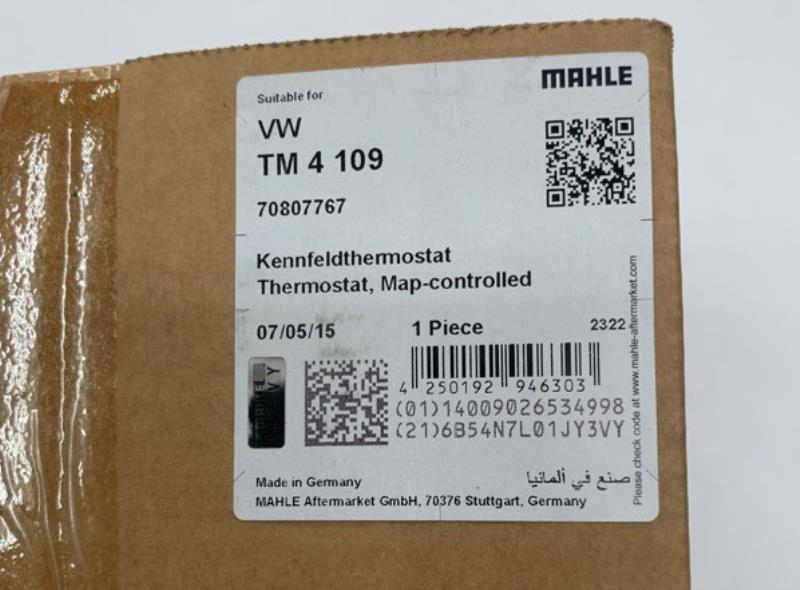 MAHLE
Suitable for
VW
TM 4 109
70807767
Kennfeldthermostat
Thermostat, Map-controlled
07/05/15
1 Piece
2322
4 250192 946303
(01)14009026534998
(21)6B54N7L01JY3VY
Please check code at www.mahle-aftermarket.com
Made in Germany
صنع في ألمانيا
MAHLE Aftermarket GmbH, 70376 Stuttgart, Germany